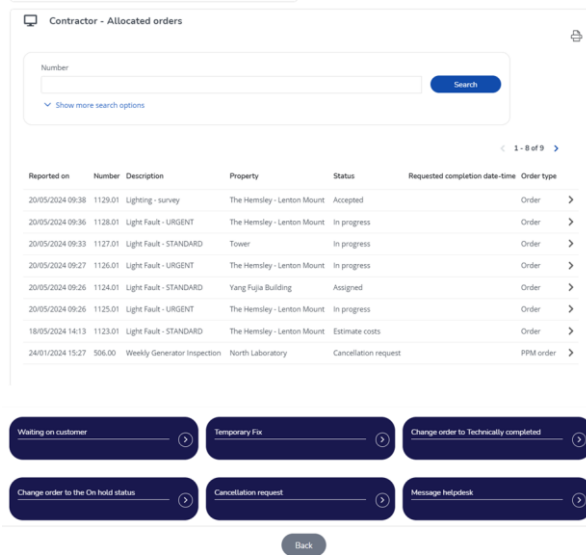 Contractor - Allocated orders
Number
Search
Show more search options
1 - 8 of 9
Reported on Number Description Property Status Requested completion date-time Order type
20/05/2024 09:38 1129.01 Lighting - survey The Hemsley - Lenton Mount Accepted Order
20/05/2024 09:36 1128.01 Light Fault - URGENT The Hemsley - Lenton Mount In progress Order
20/05/2024 09:33 1127.01 Light Fault - STANDARD Tower In progress Order
20/05/2024 09:27 1126.01 Light Fault - URGENT The Hemsley - Lenton Mount In progress Order
20/05/2024 09:26 1124.01 Light Fault - STANDARD Yang Fujia Building Assigned Order
20/05/2024 09:26 1125.01 Light Fault - URGENT The Hemsley - Lenton Mount In progress Order
18/05/2024 14:13 1123.01 Light Fault - STANDARD The Hemsley - Lenton Mount Estimate costs Order
24/01/2024 15:27 506.00 Weekly Generator Inspection North Laboratory Cancellation request PPM order
Waiting on customer
Temporary Fix
Change order to Technically completed
Change order to the On hold status
Cancellation request
Message helpdesk
Back